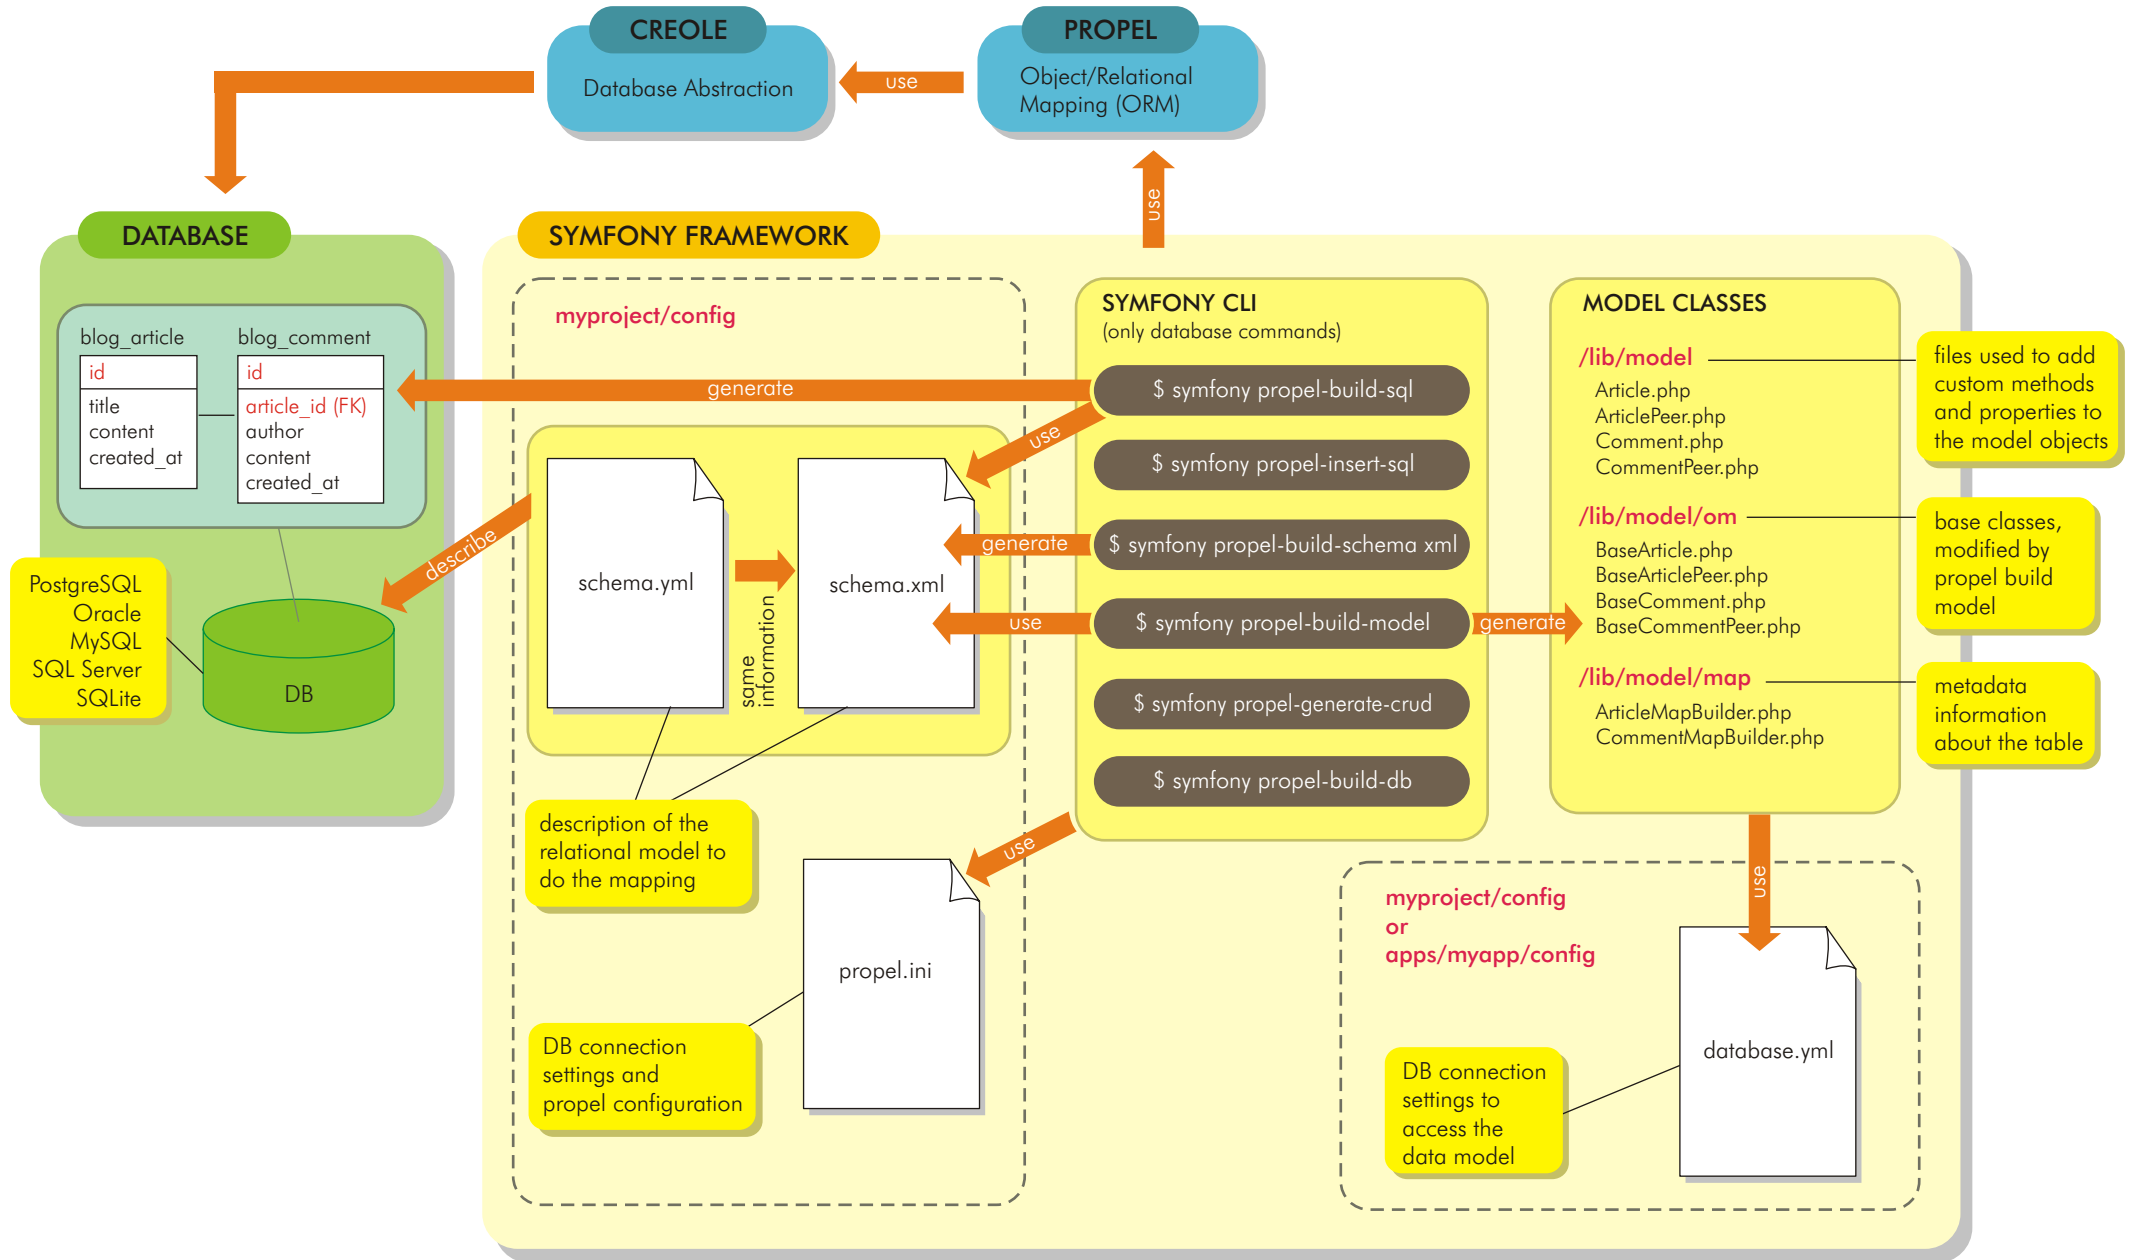 CREOLE
Database Abstraction
use
PROPEL
Object/Relational
Mapping (ORM)
use
DATABASE
blog_article
id
title
content
created_at
blog_comment
id
article_id (FK)
author
content
created_at
PostgreSQL
Oracle
MySQL
SQL Server
SQLite
DB
describe
SYMFONY FRAMEWORK
myproject/config
generate
use
schema.yml
same
information
schema.xml
generate
use
description of the
relational model to
do the mapping
use
propel.ini
DB connection
settings and
propel configuration
SYMFONY CLI
(only database commands)
$ symfony propel-build-sql
$ symfony propel-insert-sql
$ symfony propel-build-schema xml
$ symfony propel-build-model
$ symfony propel-generate-crud
$ symfony propel-build-db
generate
MODEL CLASSES
/lib/model
Article.php
ArticlePeer.php
Comment.php
CommentPeer.php
files used to add
custom methods
and properties to
the model objects
/lib/model/om
BaseArticle.php
BaseArticlePeer.php
BaseComment.php
BaseCommentPeer.php
base classes,
modified by
propel build
model
/lib/model/map
ArticleMapBuilder.php
CommentMapBuilder.php
metadata
information
about the table
use
myproject/config
or
apps/myapp/config
database.yml
DB connection
settings to
access the
data model